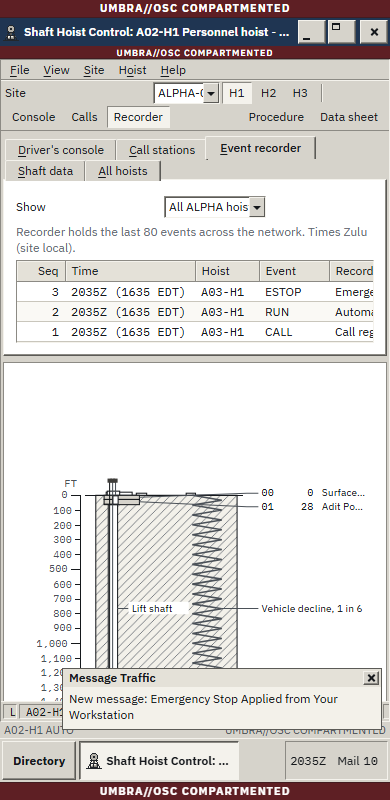 UMBRA//OSC COMPARTMENTED
Shaft Hoist Control: A02-H1 Personnel hoist - ...
UMBRA//OSC COMPARTMENTED
File View Site Hoist Help
Site ALPHA-0 H1 H2 H3
Console Calls Recorder Procedure Data sheet
Driver's console Call stations Event recorder
Shaft data All hoists
Show All ALPHA hois
Recorder holds the last 80 events across the network. Times Zulu
(site local).
Seq Time Hoist Event Record
3 2035Z (1635 EDT) A03-H1 ESTOP Emerge
2 2035Z (1635 EDT) A03-H1 RUN Automa
1 2035Z (1635 EDT) A03-H1 CALL Call reg
FT
0 00 0 Surface...
100 01 28 Adit Po...
200
300
400
500
600
700
800 Lift shaft Vehicle decline, 1 in 6
900
1,000
1,100
Message Traffic
New message: Emergency Stop Applied from Your
Workstation
L A02-H1
A02-H1 AUTO UMBRA//OSC COMPARTMENTED
Directory Shaft Hoist Control: ... 2035Z Mail 10
UMBRA//OSC COMPARTMENTED